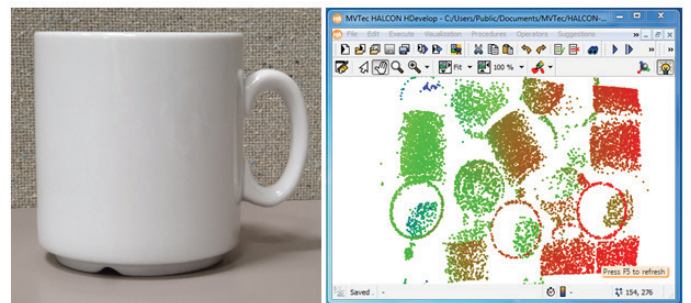 MVTec HALCON HDevelop - C:/Users/Public/Documents/MVTec/HALCON-...
File Edit Execute Visualization Procedures Operators Suggestions
Fit 100 %
Press F5 to refresh
Saved . - - 154, 276